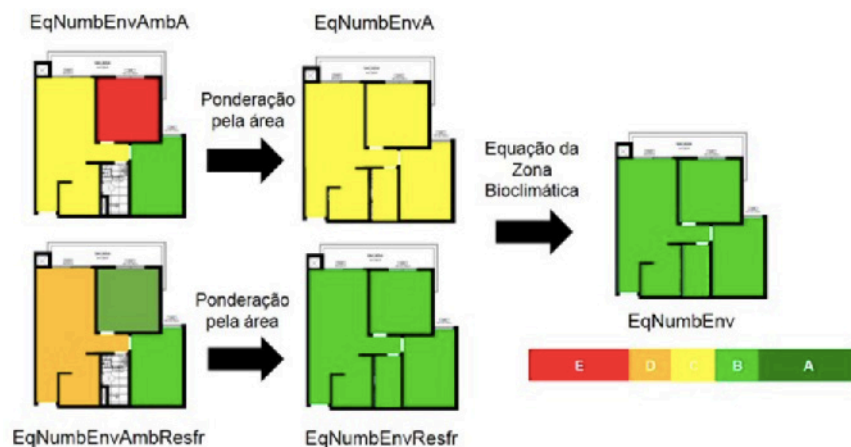 EqNumbEnvAmbA
EqNumbEnvA
Ponderação
pela área
Equação da
Zona
Bioclimática
Ponderação
pela área
EqNumbEnv
E D C B A
EqNumbEnvAmbResfr
EqNumbEnvResfr